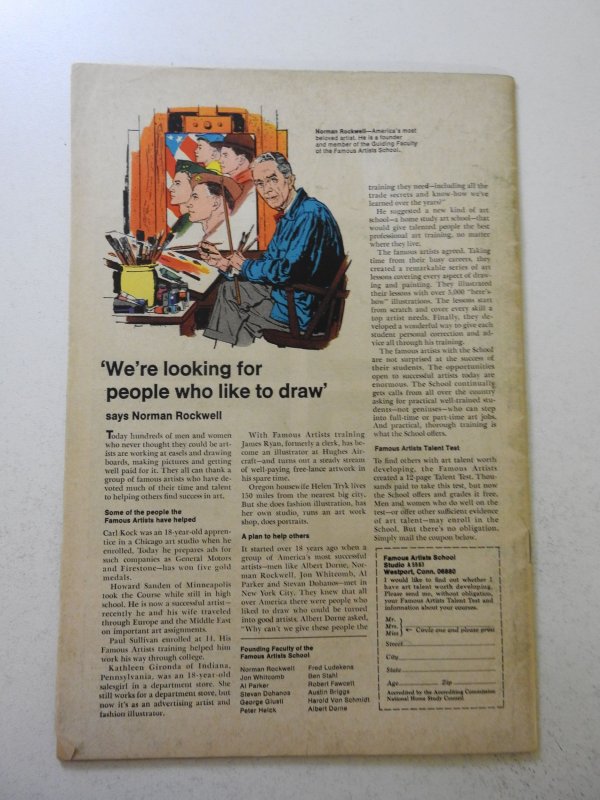 Norman Rockwell—America's most
beloved artist. He is a founder
and member of the Guiding Faculty
of the Famous Artists School.
'We're looking for
people who like to draw'
says Norman Rockwell
Today hundreds of men and women
who never thought they could be art-
ists are working at easels and drawing
boards, making pictures and getting
well paid for it. They all can thank a
group of famous artists who have de-
voted much of their time and talent
to helping others find success in art.
Some of the people the
Famous Artists have helped
Carl Kock was an 18-year-old appren-
tice in a Chicago art studio when he
enrolled. Today he prepares ads for
such companies as General Motors
and Firestone—has won five gold
medals.
Howard Sanden of Minneapolis
took the Course while still in high
school. He is now a successful artist—
recently he and his wife traveled
through Europe and the Middle East
on important art assignments.
Paul Sullivan enrolled at 14. His
Famous Artists training helped him
work his way through college.
Kathleen Gironda of Indiana,
Pennsylvania, was an 18-year-old
salesgirl in a department store. She
still works for a department store, but
now it's as an advertising artist and
fashion illustrator.
With Famous Artists training
James Ryan, formerly a clerk, has be-
come an illustrator at Hughes Air-
craft—and turns out a steady stream
of well-paying free-lance artwork in
his spare time.
Oregon housewife Helen Tryk lives
150 miles from the nearest big city.
But she does fashion illustration, has
her own studio, runs an art work
shop, does portraits.
A plan to help others
It started over 18 years ago when a
group of America's most successful
artists—men like Albert Dorne, Nor-
man Rockwell, Jon Whitcomb, Al
Parker and Stevan Dohanos—met in
New York City. They knew that all
over America there were people who
liked to draw who could be turned
into good artists. Albert Dorne asked,
"Why can't we give these people the
Founding Faculty of the
Famous Artists School
Norman Rockwell
Jon Whitcomb
Al Parker
Stevan Dohanos
George Giusti
Peter Helck
Fred Ludekens
Ben Stahl
Robert Fawcett
Austin Briggs
Harold Von Schmidt
Albert Dorne
training they need—including all the
trade secrets and know-how we've
learned over the years?"
He suggested a new kind of art
school—a home study art school—that
would give talented people the best
professional art training, no matter
where they live.
The famous artists agreed. Taking
time from their busy careers, they
created a remarkable series of art
lessons covering every aspect of draw-
ing and painting. They illustrated
their lessons with over 5,000 "here's
how" illustrations. The lessons start
from scratch and cover every skill a
top artist needs. Finally, they de-
veloped a wonderful way to give each
student personal correction and ad-
vice all through his training.
The famous artists with the School
are not surprised at the success of
their students. The opportunities
open to successful artists today are
enormous. The School continually
gets calls from all over the country
asking for practical well-trained stu-
dents—not geniuses—who can step
into full-time or part-time art jobs.
And practical, thorough training is
what the School offers.
Famous Artists Talent Test
To find others with art talent worth
developing, the Famous Artists
created a 12-page Talent Test. Thou-
sands paid to take this test, but now
the School offers and grades it free.
Men and women who do well on the
test—or offer other sufficient evidence
of art talent—may enroll in the
School. But there's no obligation.
Simply mail the coupon below.
Famous Artists School
Studio
Westport, Conn. 06880
I would like to find out whether I
have art talent worth developing.
Please send me, without obligation,
your Famous Artists Talent Test and
information about your courses.
Mr.
Mrs.
Miss
← Circle one and please print
Street
City
State
Age Zip
Accredited by the Accrediting Commission
National Home Study Council